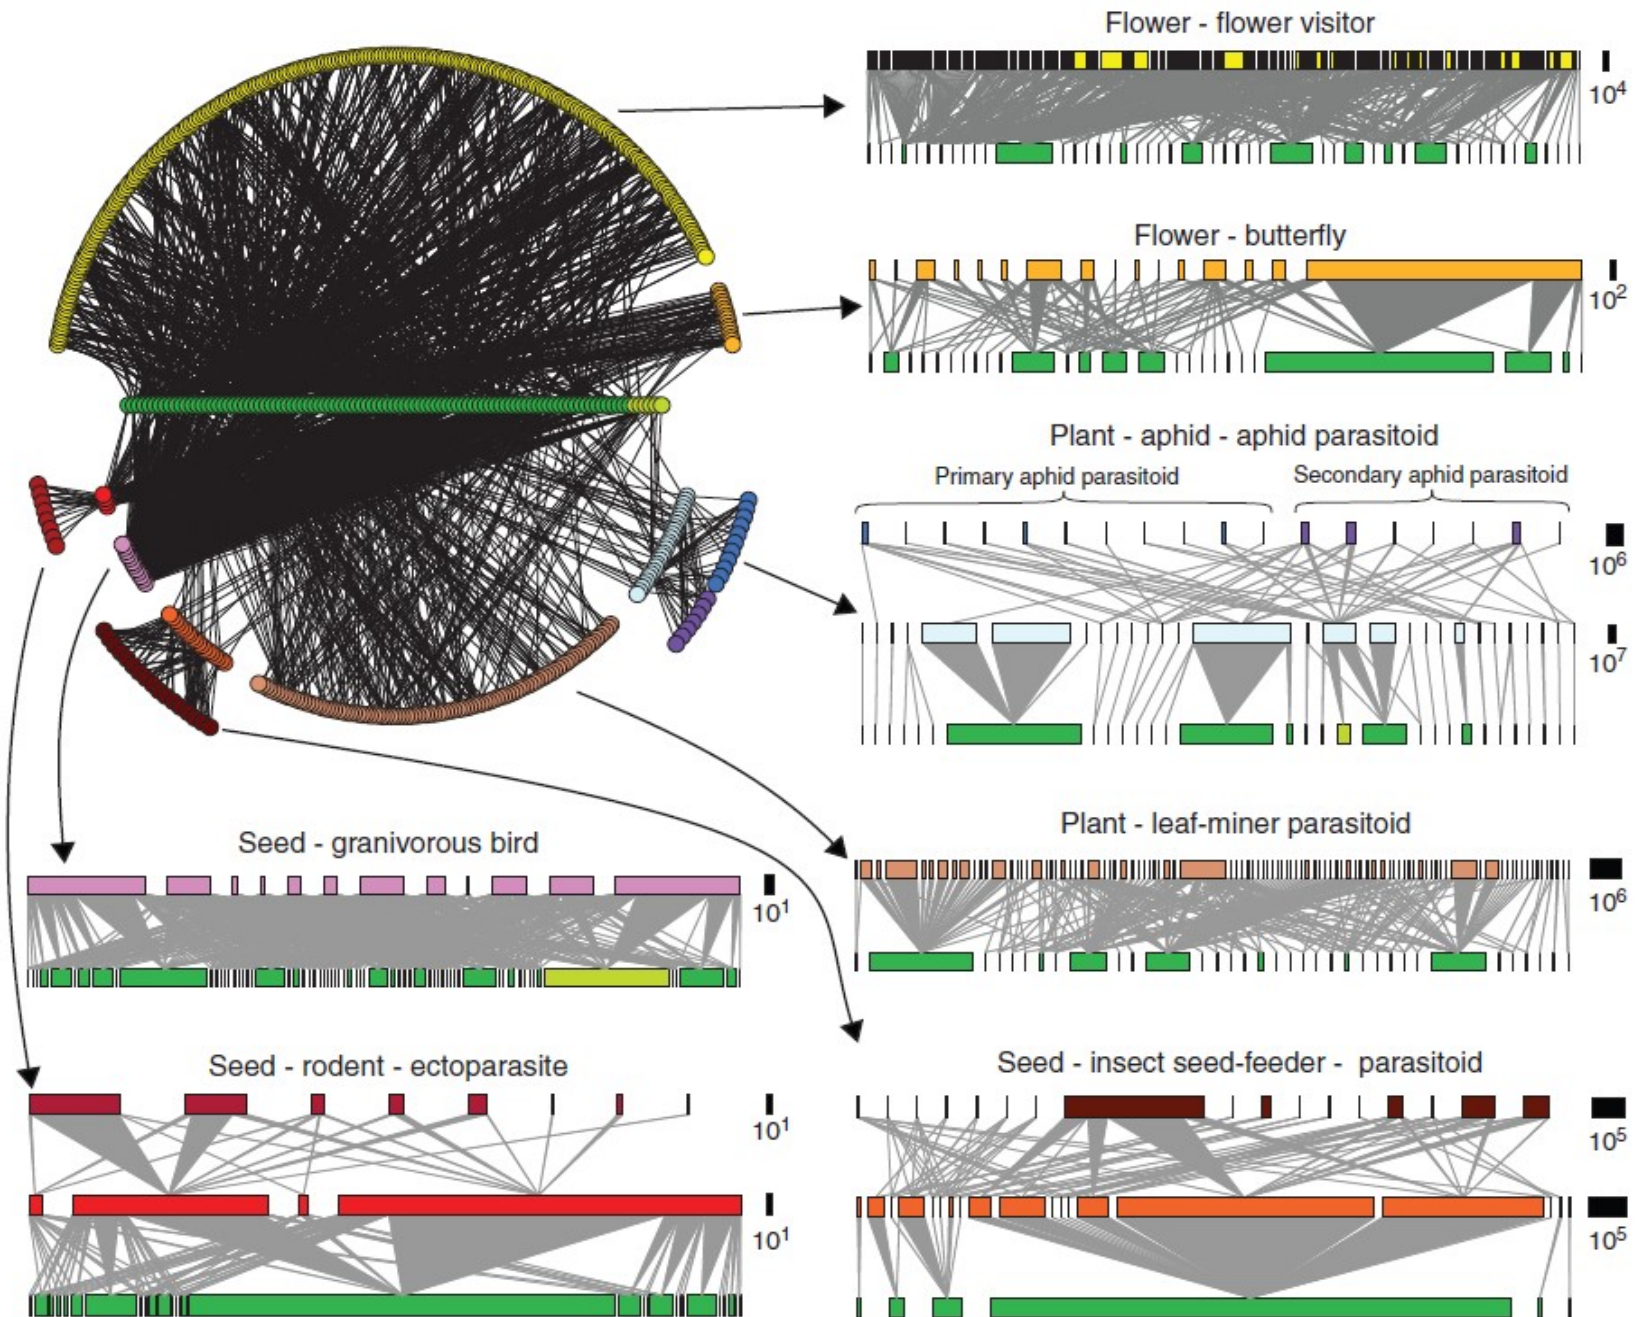 Flower - flower visitor
10⁴
Flower - butterfly
10²
Plant - aphid - aphid parasitoid
Primary aphid parasitoid
Secondary aphid parasitoid
10⁶
10⁷
Plant - leaf-miner parasitoid
10⁶
Seed - granivorous bird
10¹
Seed - rodent - ectoparasite
10¹
10¹
Seed - insect seed-feeder - parasitoid
10⁵
10⁵